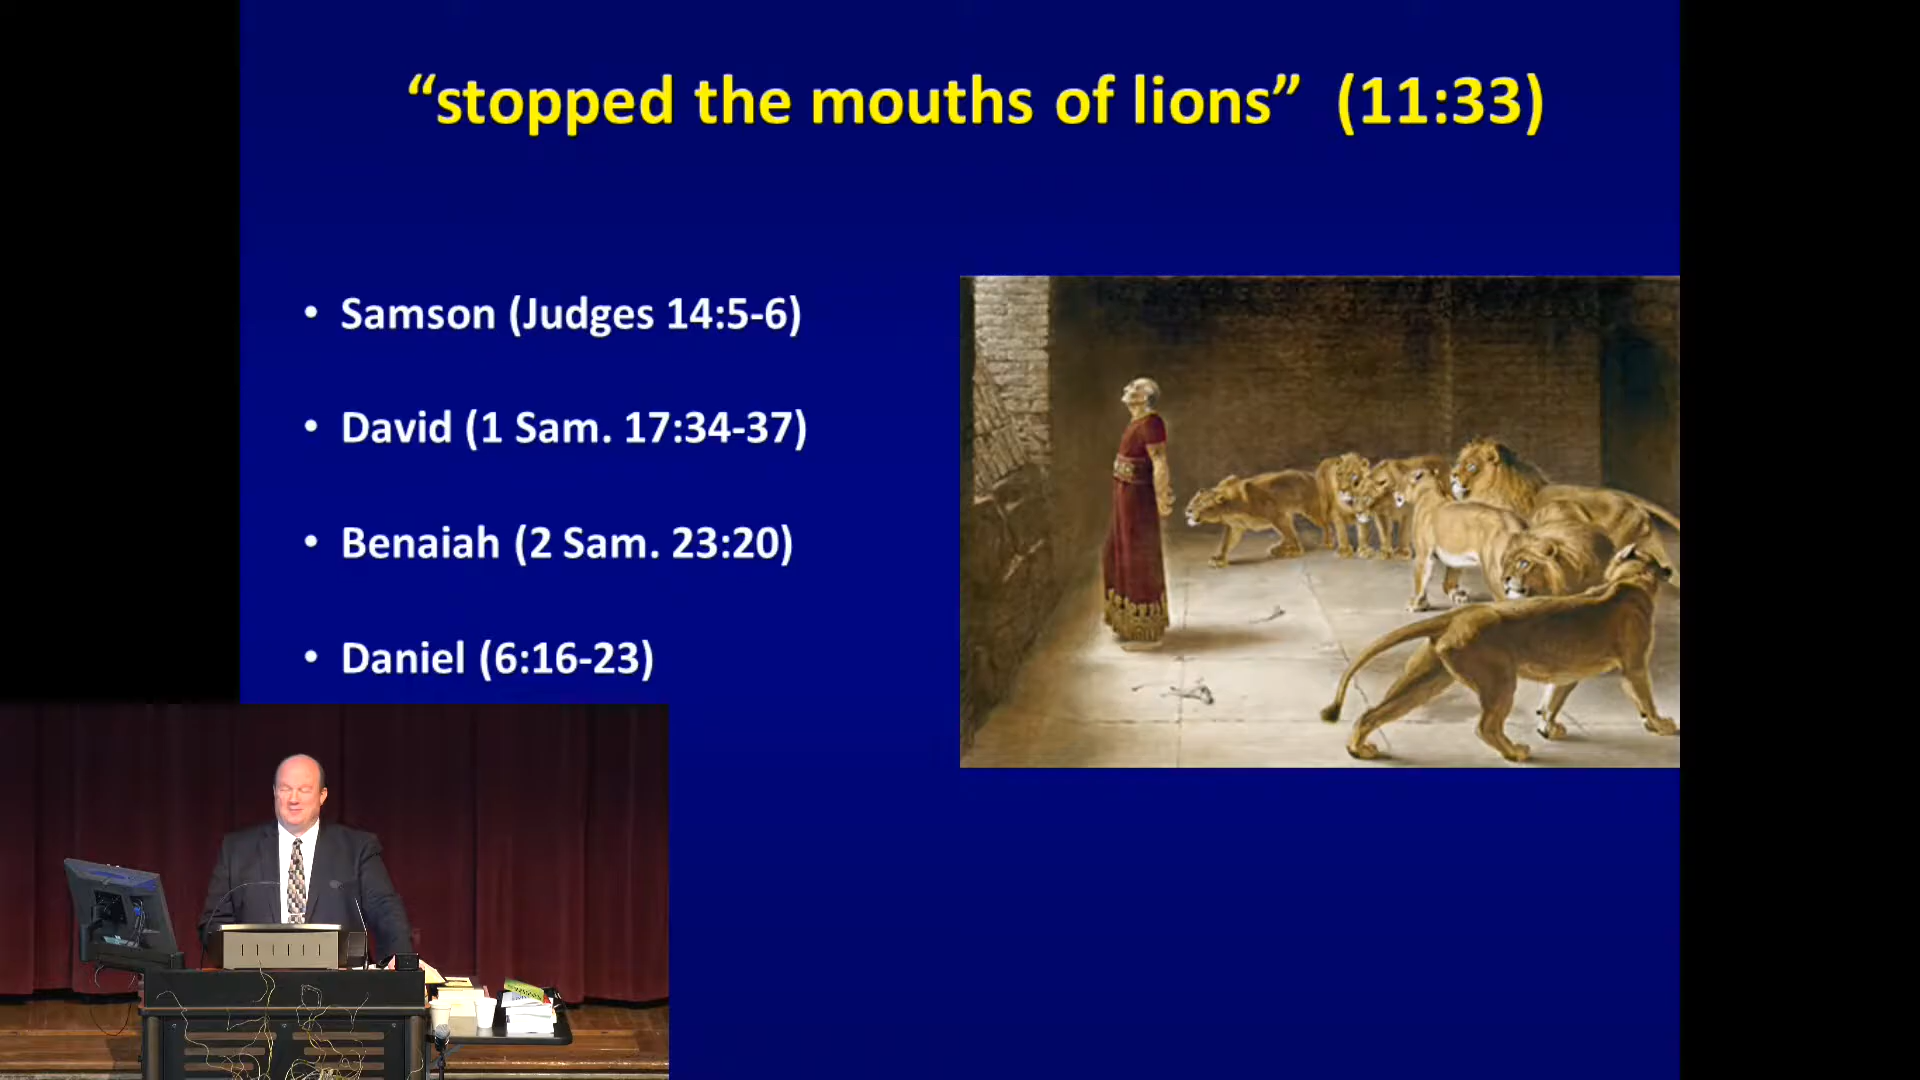 “stopped the mouths of lions” (11:33)
• Samson (Judges 14:5-6)
• David (1 Sam. 17:34-37)
• Benaiah (2 Sam. 23:20)
• Daniel (6:16-23)